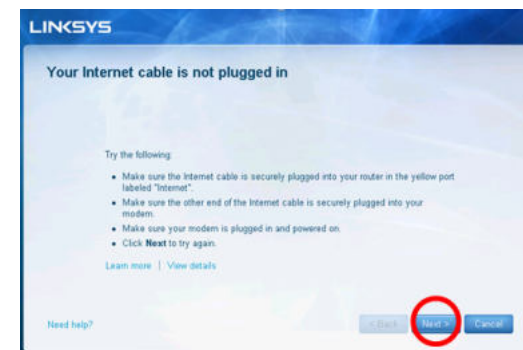 LINKSYS
Your Internet cable is not plugged in
Try the following:
• Make sure the Internet cable is securely plugged into your router in the yellow port
labeled "Internet".
• Make sure the other end of the Internet cable is securely plugged into your
modem.
• Make sure your modem is plugged in and powered on.
• Click Next to try again.
Learn more | View details
Need help? < Back Next > Cancel